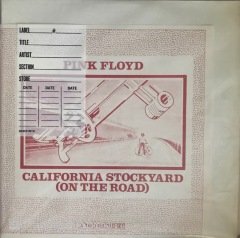 LABEL
TITLE
ARTIST
SECTION
STORE
DATE DATE DATE
PINK FLOYD
CALIFORNIA STOCKYARD
(ON THE ROAD)